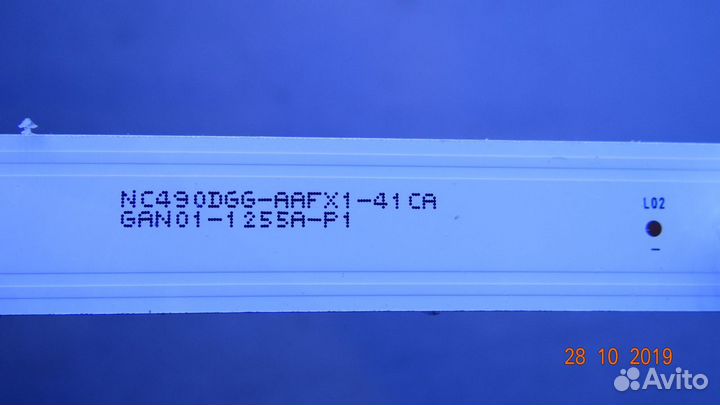 NC490DGG-AAFX1-41CA
GAN01-1255A-P1
L02
-
28 10 2019
Avito